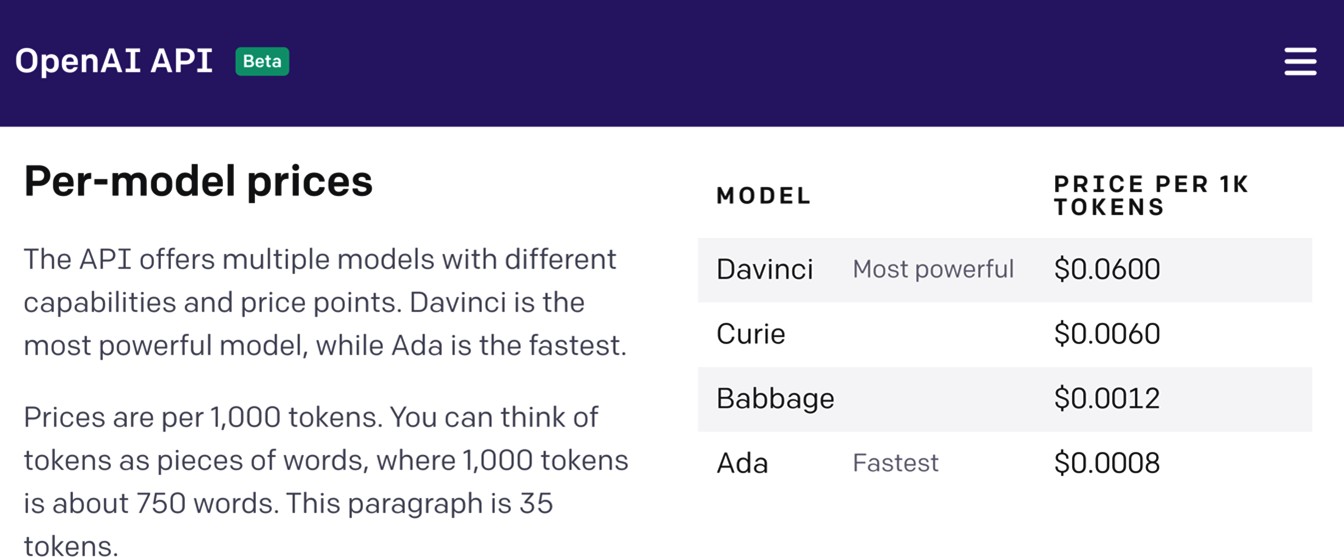 OpenAI API Beta
Per-model prices
The API offers multiple models with different
capabilities and price points. Davinci is the
most powerful model, while Ada is the fastest.
Prices are per 1,000 tokens. You can think of
tokens as pieces of words, where 1,000 tokens
is about 750 words. This paragraph is 35
tokens.
MODEL PRICE PER 1K
TOKENS
Davinci Most powerful $0.0600
Curie $0.0060
Babbage $0.0012
Ada Fastest $0.0008